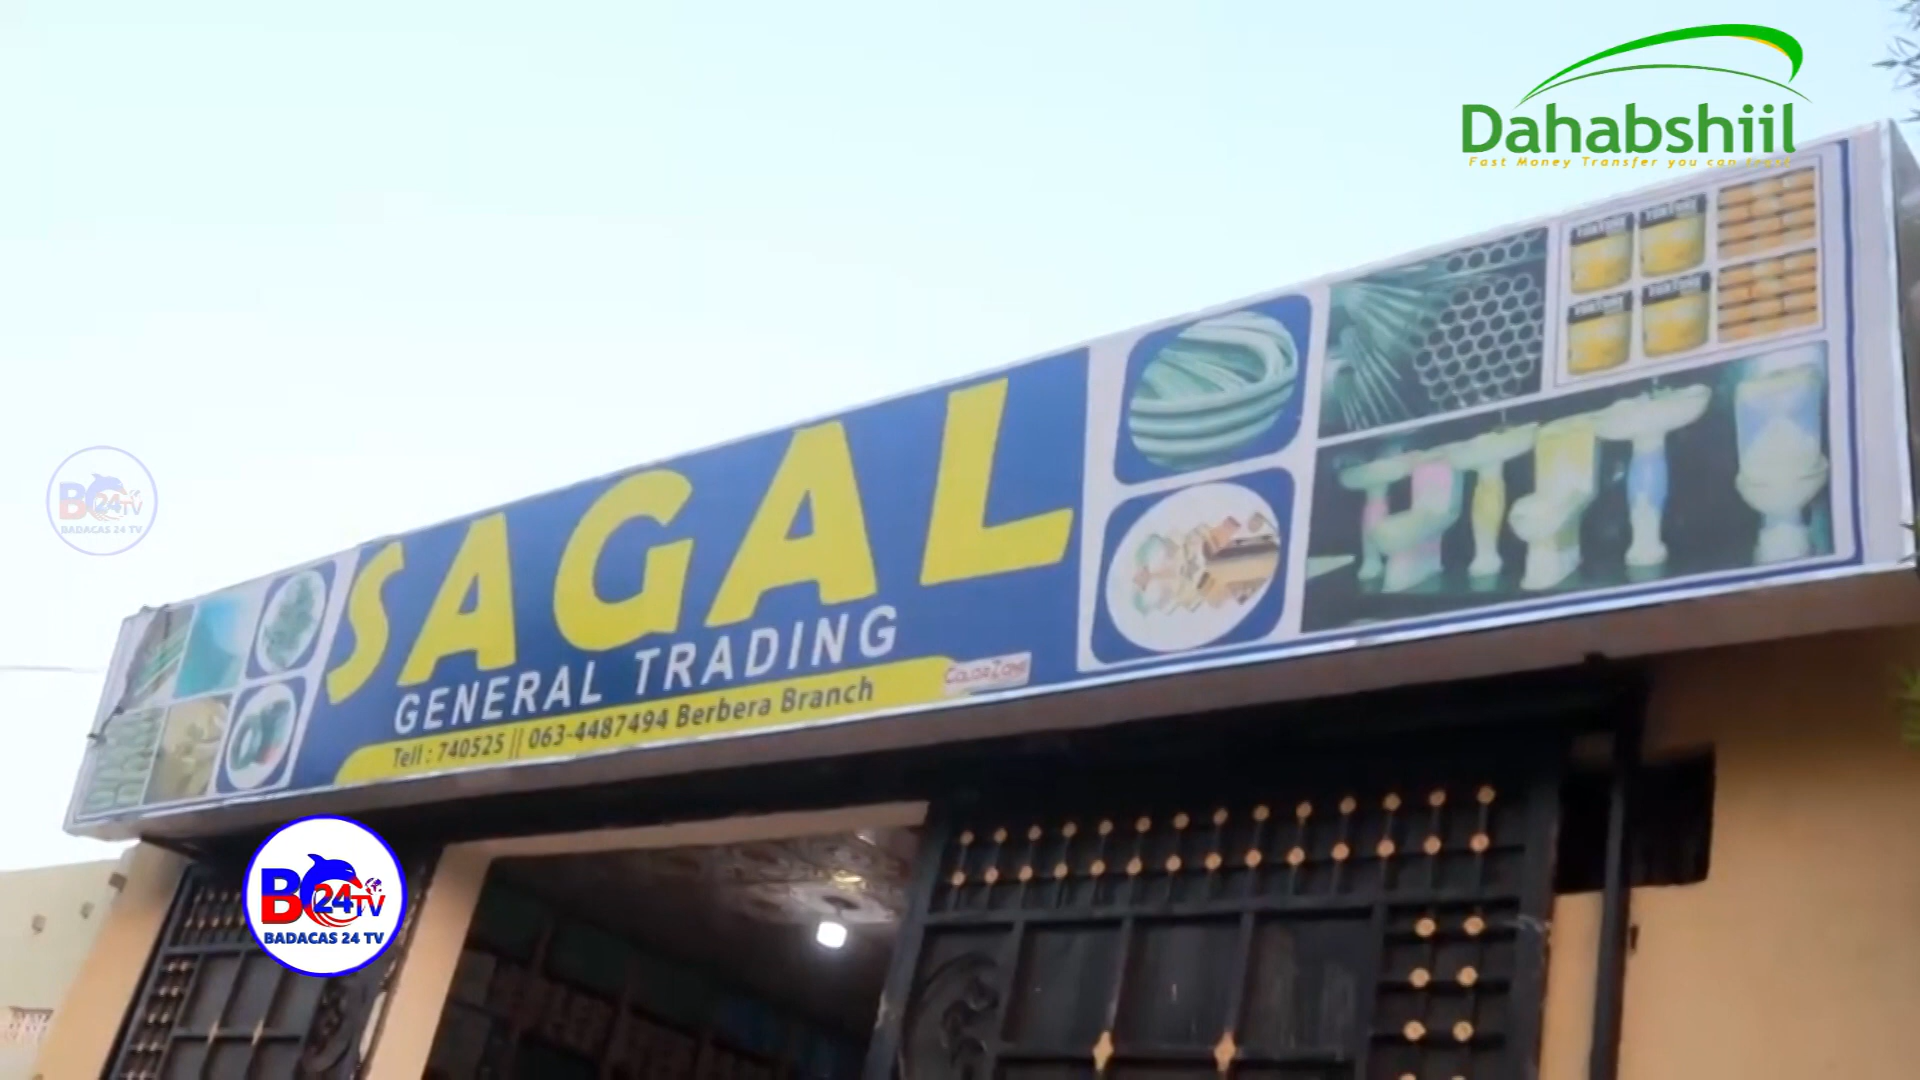 Dahabshiil
Fast Money Transfer you can trust
SAGAL
GENERAL TRADING
Tell : 740525 || 063-4487494 Berbera Branch
COLORZONE
BC24TV
BADACAS 24 TV
BC24TV
BADACAS 24 TV